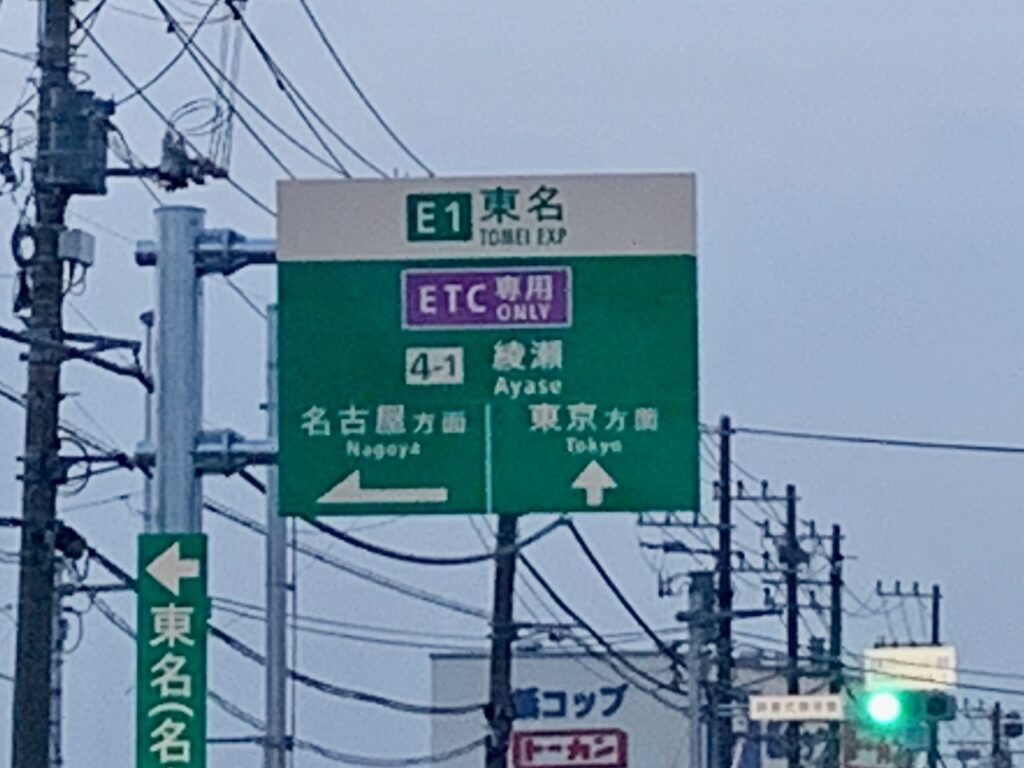 E1 東名
TOMEI EXP
ETC 専用
ONLY
4-1 綾瀬
Ayase
名古屋方面
Nagoya
東京方面
Tokyo
東名(名
紙コップ
トーカン